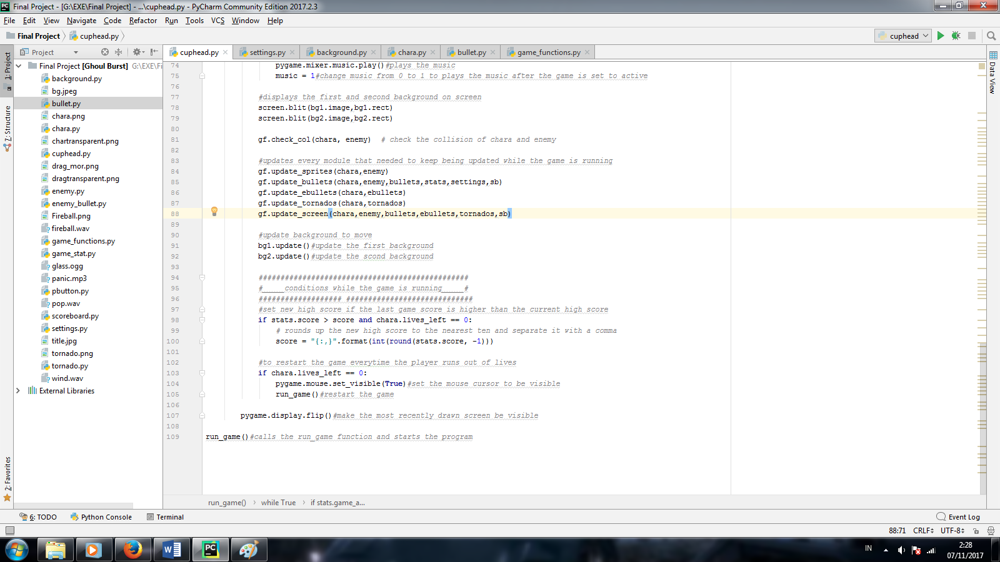 Final Project - [G:\EXE\Final Project] - ...\cuphead.py - PyCharm Community Edition 2017.2.3
File Edit View Navigate Code Refactor Run Tools VCS Window Help
Final Project cuphead.py cuphead
Project cuphead.py settings.py background.py chara.py bullet.py game_functions.py
1: Project
7: Structure
2: Favorites
Data View
Final Project [Ghoul Burst] G:\EXE\Fi
background.py
bg.jpeg
bullet.py
chara.png
chara.py
chartransparent.png
cuphead.py
drag_mor.png
dragtransparent.png
enemy.py
enemy_bullet.py
Fireball.png
fireball.wav
game_functions.py
game_stat.py
glass.ogg
panic.mp3
pbutton.py
pop.wav
scoreboard.py
settings.py
title.jpg
tornado.png
tornado.py
wind.wav
External Libraries
74 pygame.mixer.music.play()#plays the music
75 music = 1#change music from 0 to 1 to plays the music after the game is set to active
76
77 #displays the first and second background on screen
78 screen.blit(bg1.image,bg1.rect)
79 screen.blit(bg2.image,bg2.rect)
80
81 gf.check_col(chara, enemy)  # check the collision of chara and enemy
82
83 #updates every module that needed to keep being updated while the game is running
84 gf.update_sprites(chara,enemy)
85 gf.update_bullets(chara,enemy,bullets,stats,settings,sb)
86 gf.update_ebullets(chara,ebullets)
87 gf.update_tornados(chara,tornados)
88 gf.update_screen(chara,enemy,bullets,ebullets,tornados,sb)
89
90 #update background to move
91 bg1.update()#update the first background
92 bg2.update()#update the scond background
93
94 ################################################
95 #_____conditions while the game is running_____#
96 ################### #############################
97 #set new high score if the last game score is higher than the current high score
98 if stats.score > score and chara.lives_left == 0:
99 # rounds up the new high score to the nearest ten and separate it with a comma
100 score = "{:,}".format(int(round(stats.score, -1)))
101
102 #to restart the game everytime the player runs out of lives
103 if chara.lives_left == 0:
104 pygame.mouse.set_visible(True)#set the mouse cursor to be visible
105 run_game()#restart the game
106
107 pygame.display.flip()#make the most recently drawn screen be visible
108
109 run_game()#calls the run_game function and starts the program
run_game() › while True › if stats.game_a...
6: TODO Python Console Terminal Event Log
88:71 CRLF UTF-8
IN 2:28
07/11/2017